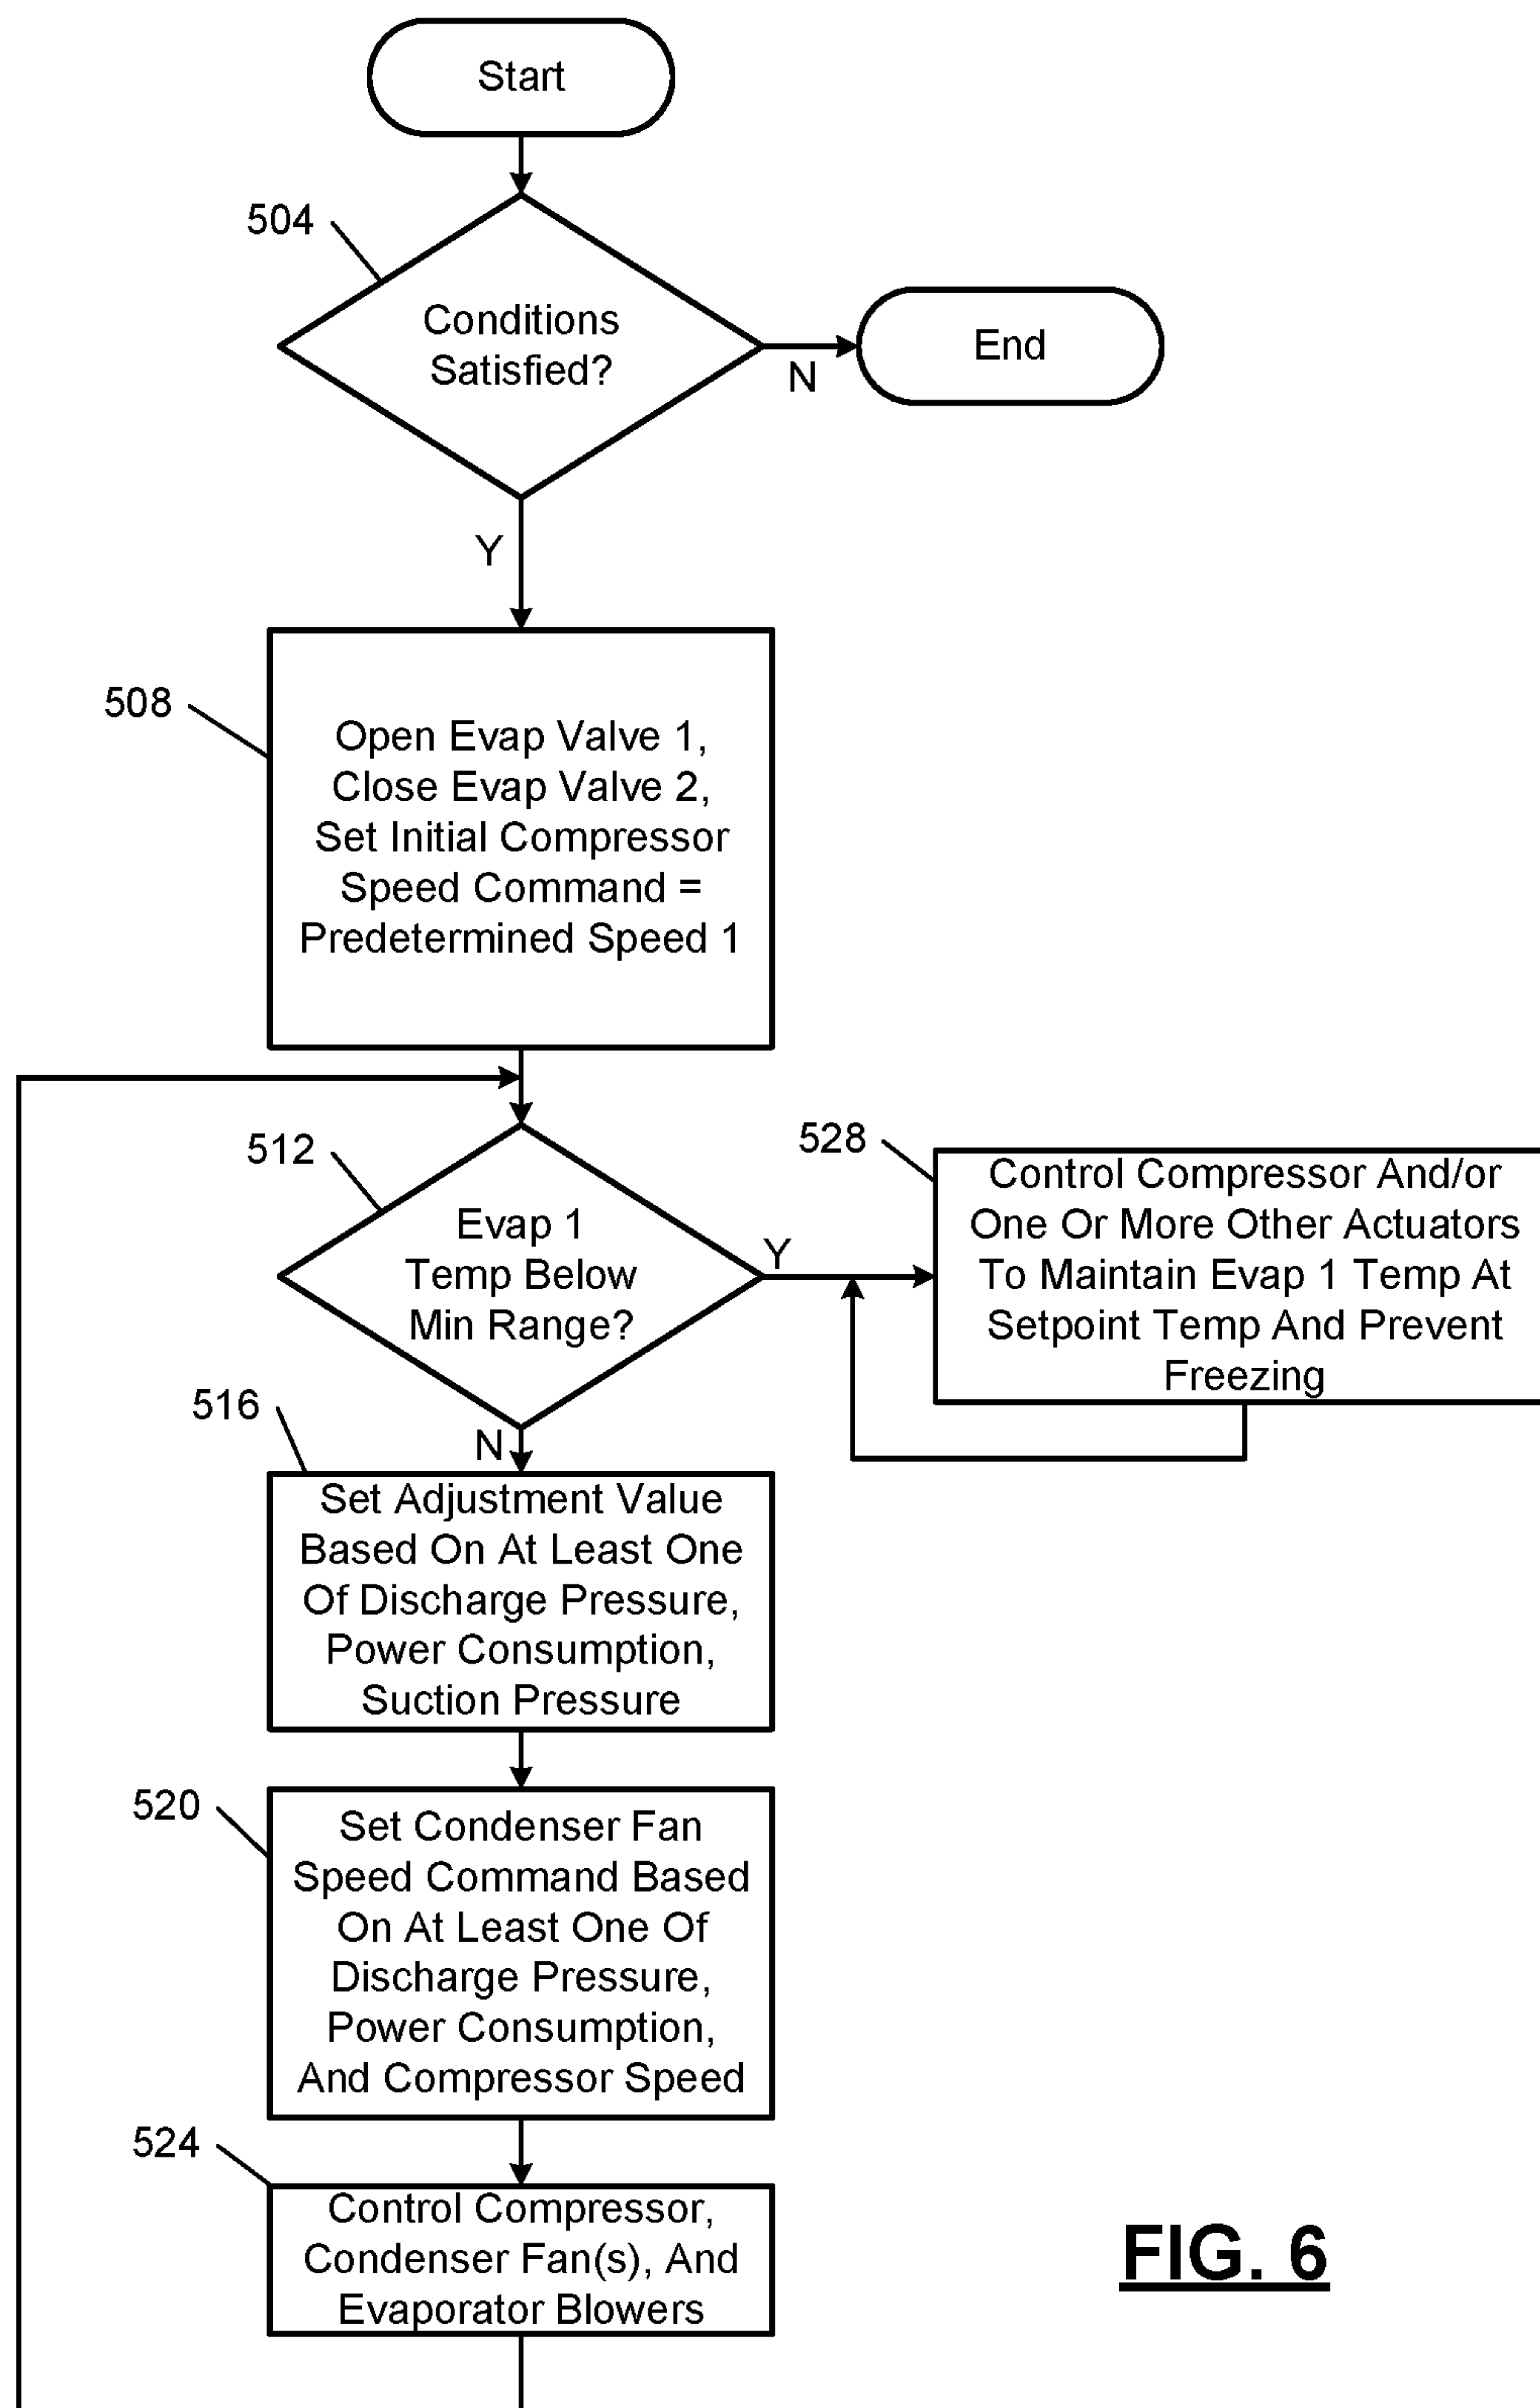 Start
504
Conditions
Satisfied?
N
End
Y
508
Open Evap Valve 1,
Close Evap Valve 2,
Set Initial Compressor
Speed Command =
Predetermined Speed 1
512
Evap 1
Temp Below
Min Range?
Y
528
Control Compressor And/or
One Or More Other Actuators
To Maintain Evap 1 Temp At
Setpoint Temp And Prevent
Freezing
N
516
Set Adjustment Value
Based On At Least One
Of Discharge Pressure,
Power Consumption,
Suction Pressure
520
Set Condenser Fan
Speed Command Based
On At Least One Of
Discharge Pressure,
Power Consumption,
And Compressor Speed
524
Control Compressor,
Condenser Fan(s), And
Evaporator Blowers
FIG. 6